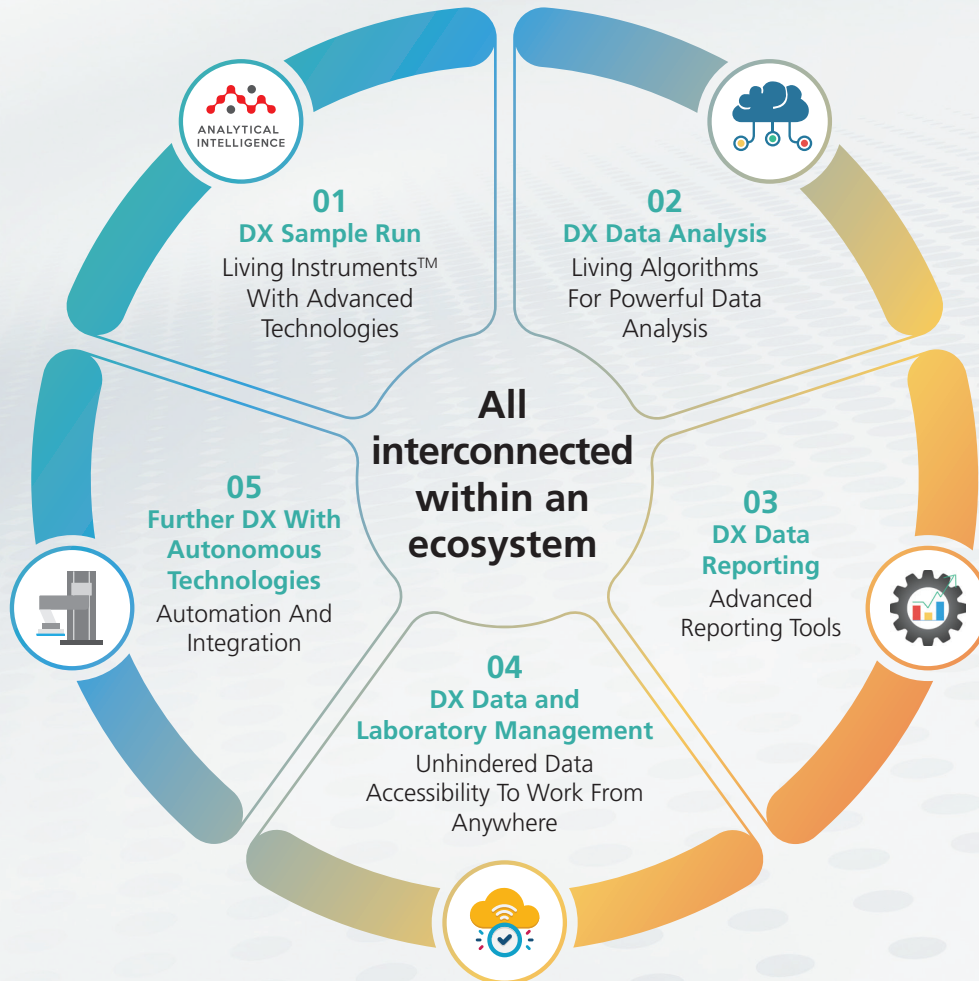 ANALYTICAL
INTELLIGENCE
01
DX Sample Run
Living Instruments™
With Advanced
Technologies
02
DX Data Analysis
Living Algorithms
For Powerful Data
Analysis
All
interconnected
within an
ecosystem
03
DX Data
Reporting
Advanced
Reporting Tools
04
DX Data and
Laboratory Management
Unhindered Data
Accessibility To Work From
Anywhere
05
Further DX With
Autonomous
Technologies
Automation And
Integration